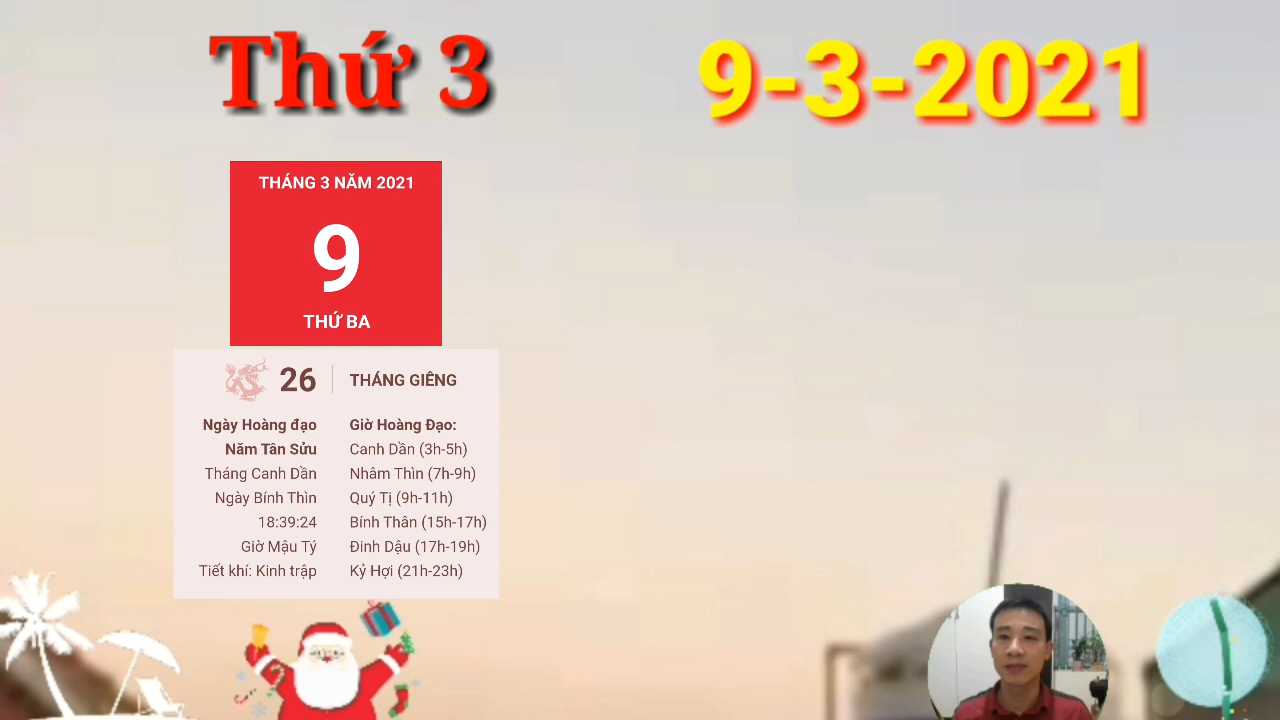 Thứ 3
9-3-2021
THÁNG 3 NĂM 2021
9
THỨ BA
26
THÁNG GIÊNG
Ngày Hoàng đạo
Năm Tân Sửu
Tháng Canh Dần
Ngày Bính Thìn
18:39:24
Giờ Mậu Tý
Tiết khí: Kinh trập
Giờ Hoàng Đạo:
Canh Dần (3h-5h)
Nhâm Thìn (7h-9h)
Quý Tị (9h-11h)
Bính Thân (15h-17h)
Đinh Dậu (17h-19h)
Kỷ Hợi (21h-23h)